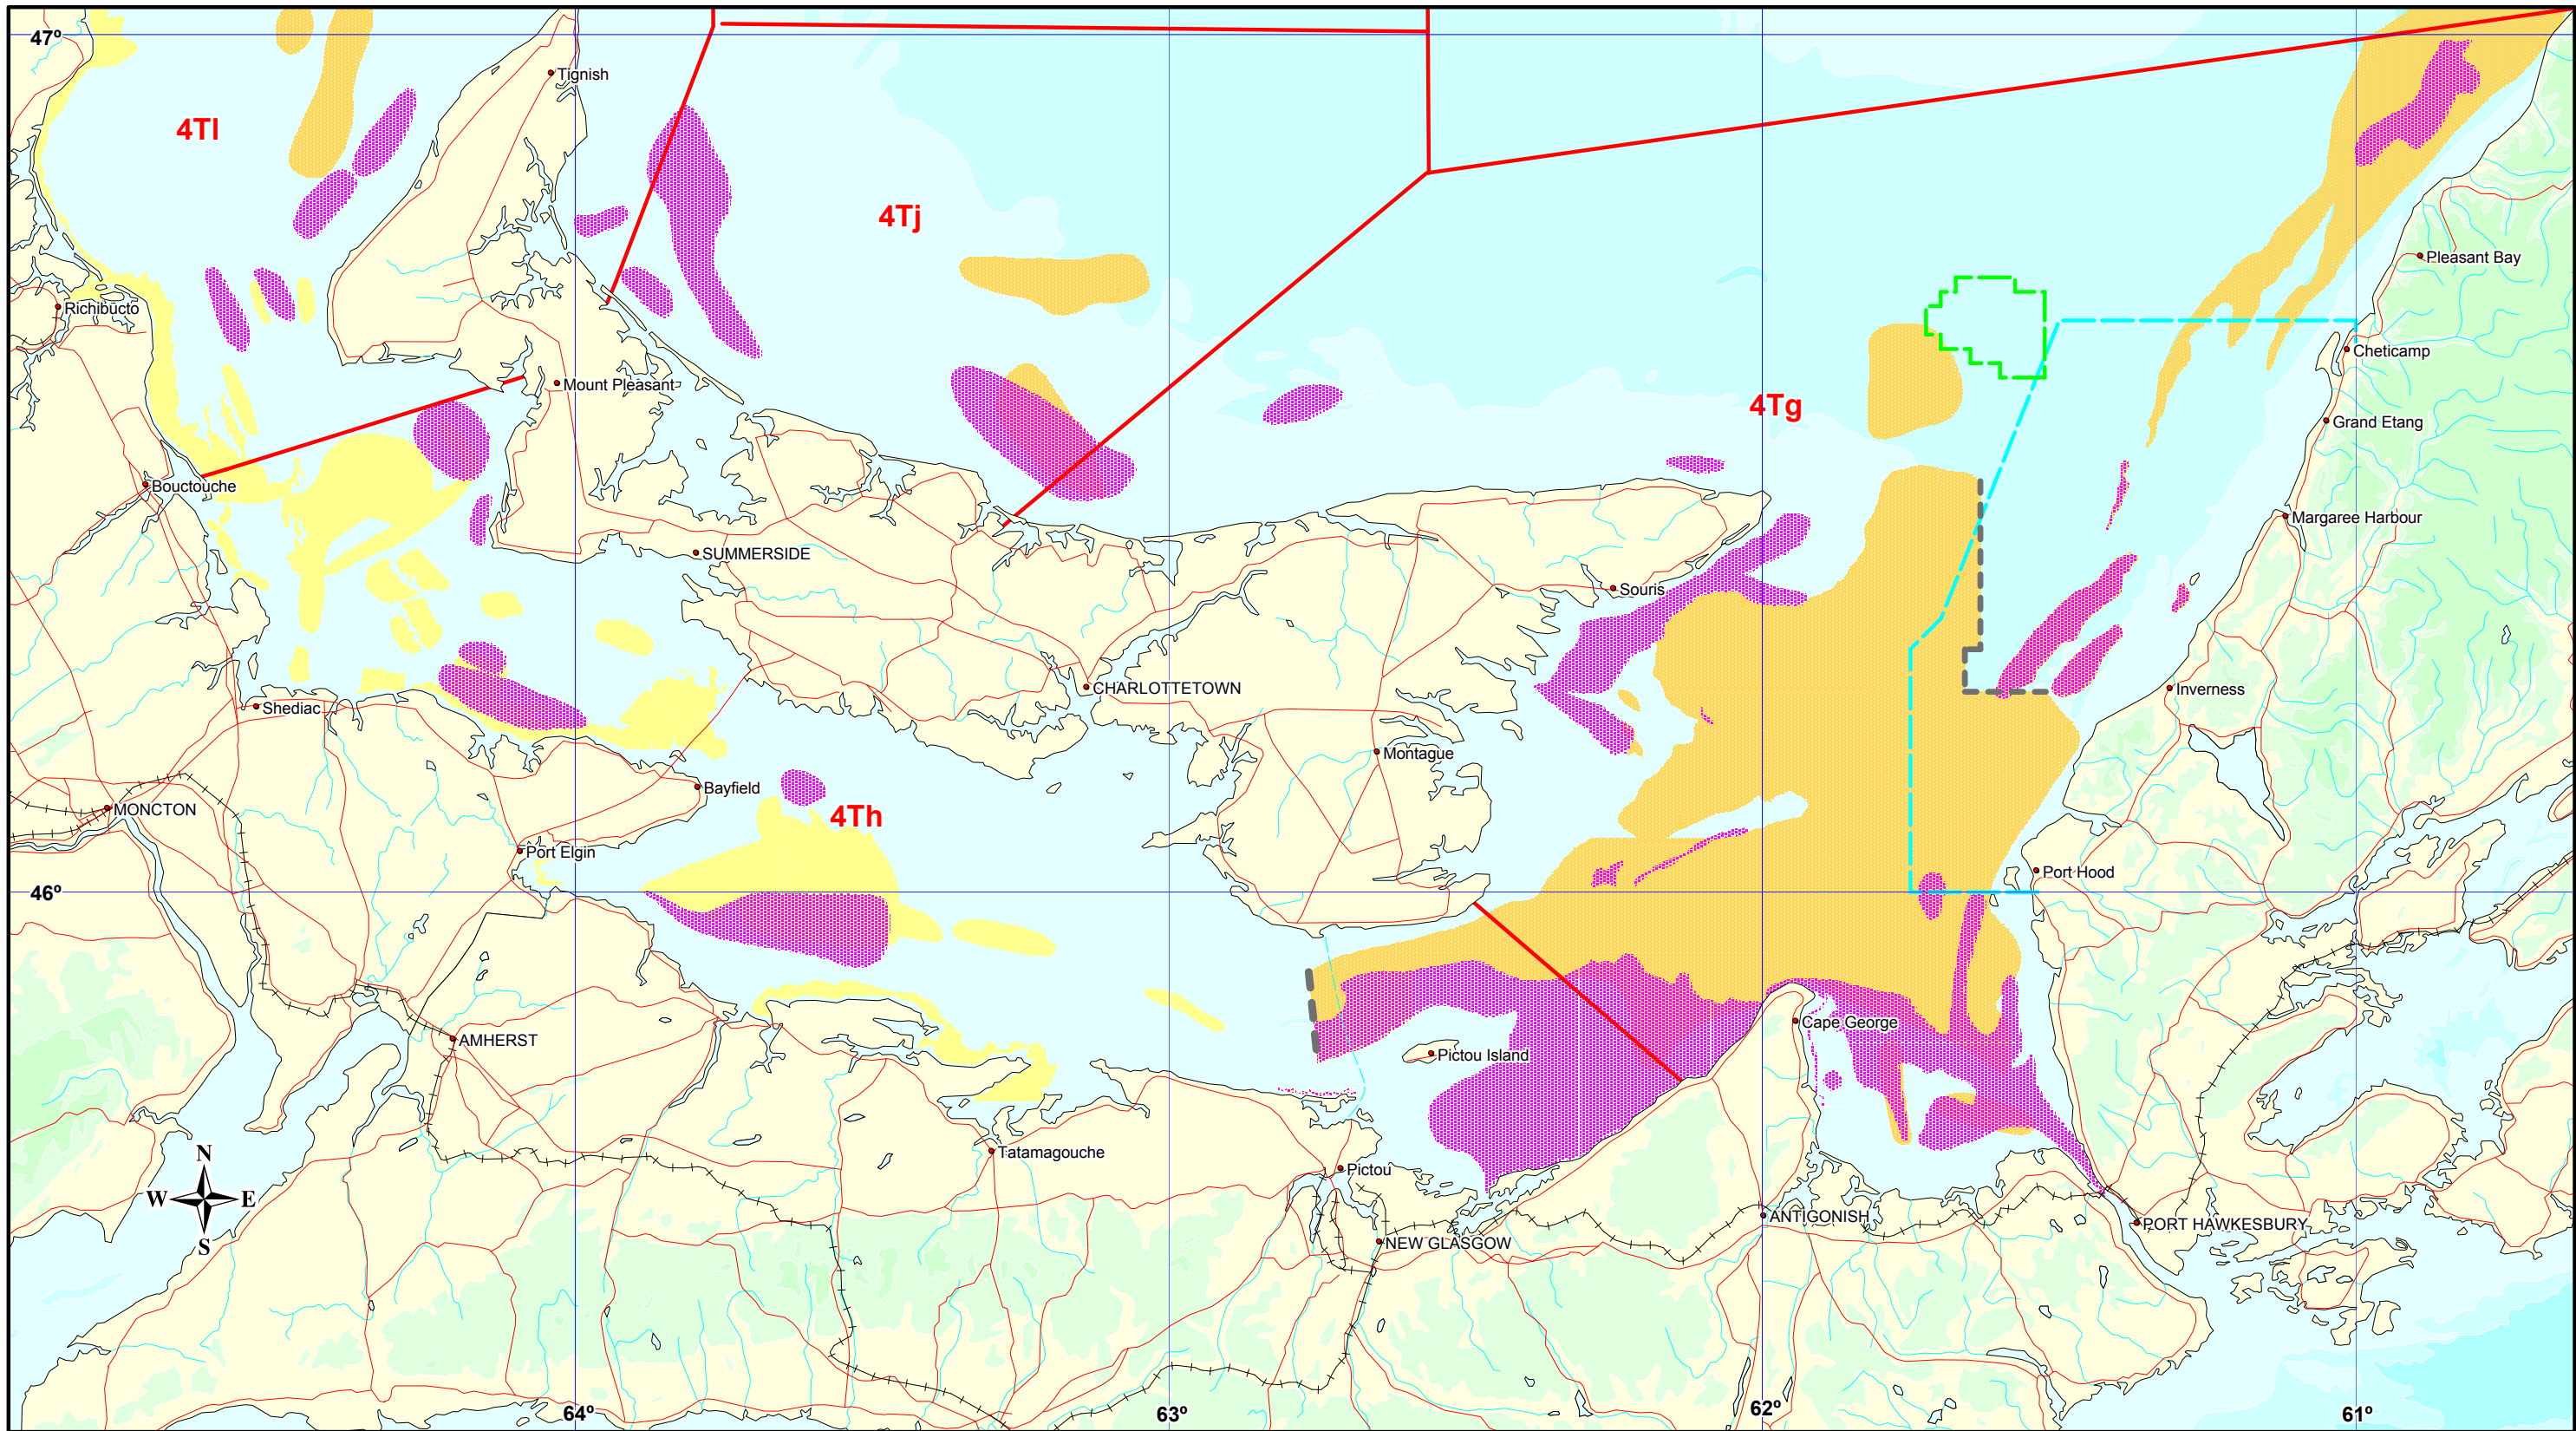 47º
Tignish
4Tl
4Tj
Pleasant Bay
Richibucto
Cheticamp
Mount Pleasant
4Tg
Grand Etang
Bouctouche
Margaree Harbour
SUMMERSIDE
Souris
CHARLOTTETOWN
Inverness
Shediac
Montague
Bayfield
MONCTON
4Th
Port Elgin
Port Hood
46º
Cape George
AMHERST
Pictou Island
N
Tatamagouche
Pictou
W E
ANTIGONISH
PORT HAWKESBURY
NEW GLASGOW
S
64º
63º
62º
61º